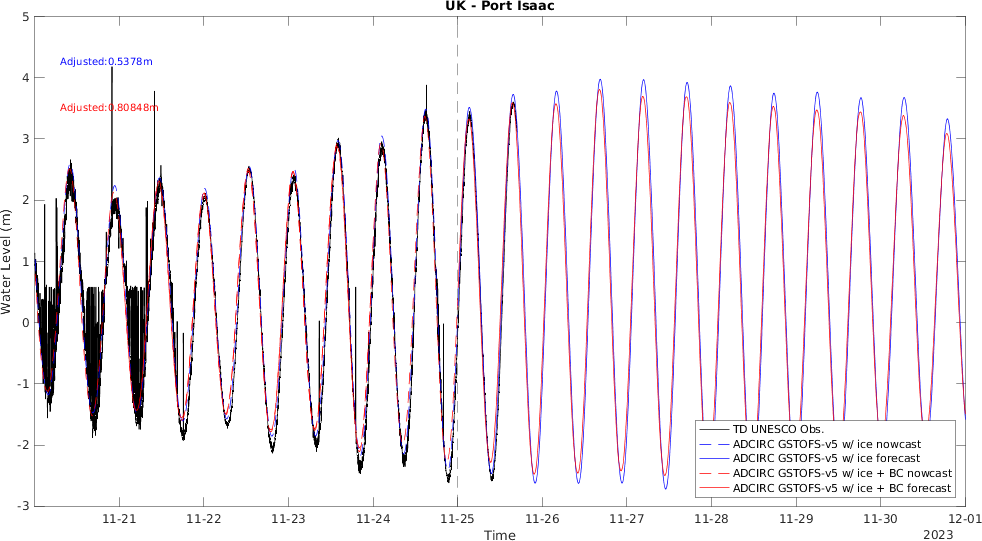 UK - Port Isaac
5
4
3
2
1
0
-1
-2
-3
Water Level (m)
Adjusted:0.5378m
Adjusted:0.80848m
TD UNESCO Obs.
ADCIRC GSTOFS-v5 w/ ice nowcast
ADCIRC GSTOFS-v5 w/ ice forecast
ADCIRC GSTOFS-v5 w/ ice + BC nowcast
ADCIRC GSTOFS-v5 w/ ice + BC forecast
11-21 11-22 11-23 11-24 11-25 11-26 11-27 11-28 11-29 11-30 12-01
Time
2023